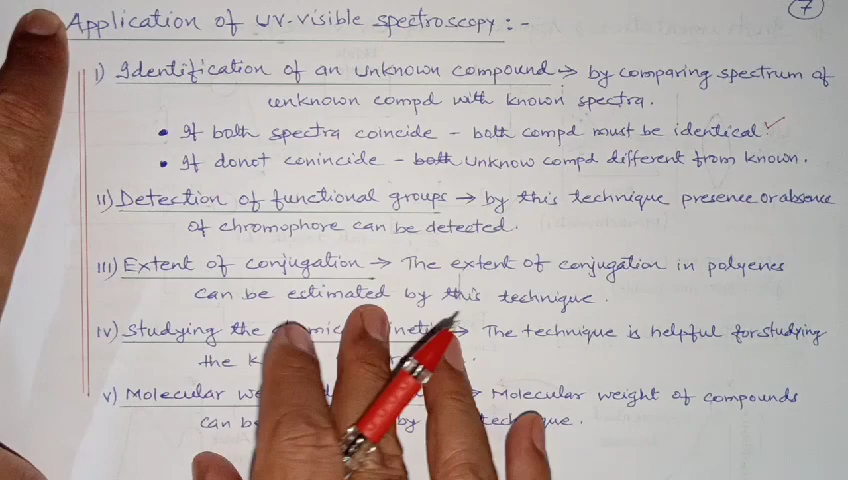 7
Application of UV-visible spectroscopy :-
i) Identification of an unknown compound → by comparing spectrum of
unknown compd with known spectra.
• If both spectra coincide - both compd must be identical ✓
• If donot conincide - both unknow compd different from known.
ii) Detection of functional groups → by this technique presence or absence
of chromophore can be detected.
iii) Extent of conjugation → The extent of conjugation in polyenes
can be estimated by this technique.
iv) Studying the → The technique is helpful for studying
the
v) Molecular → Molecular weight of compounds
can be by technique.